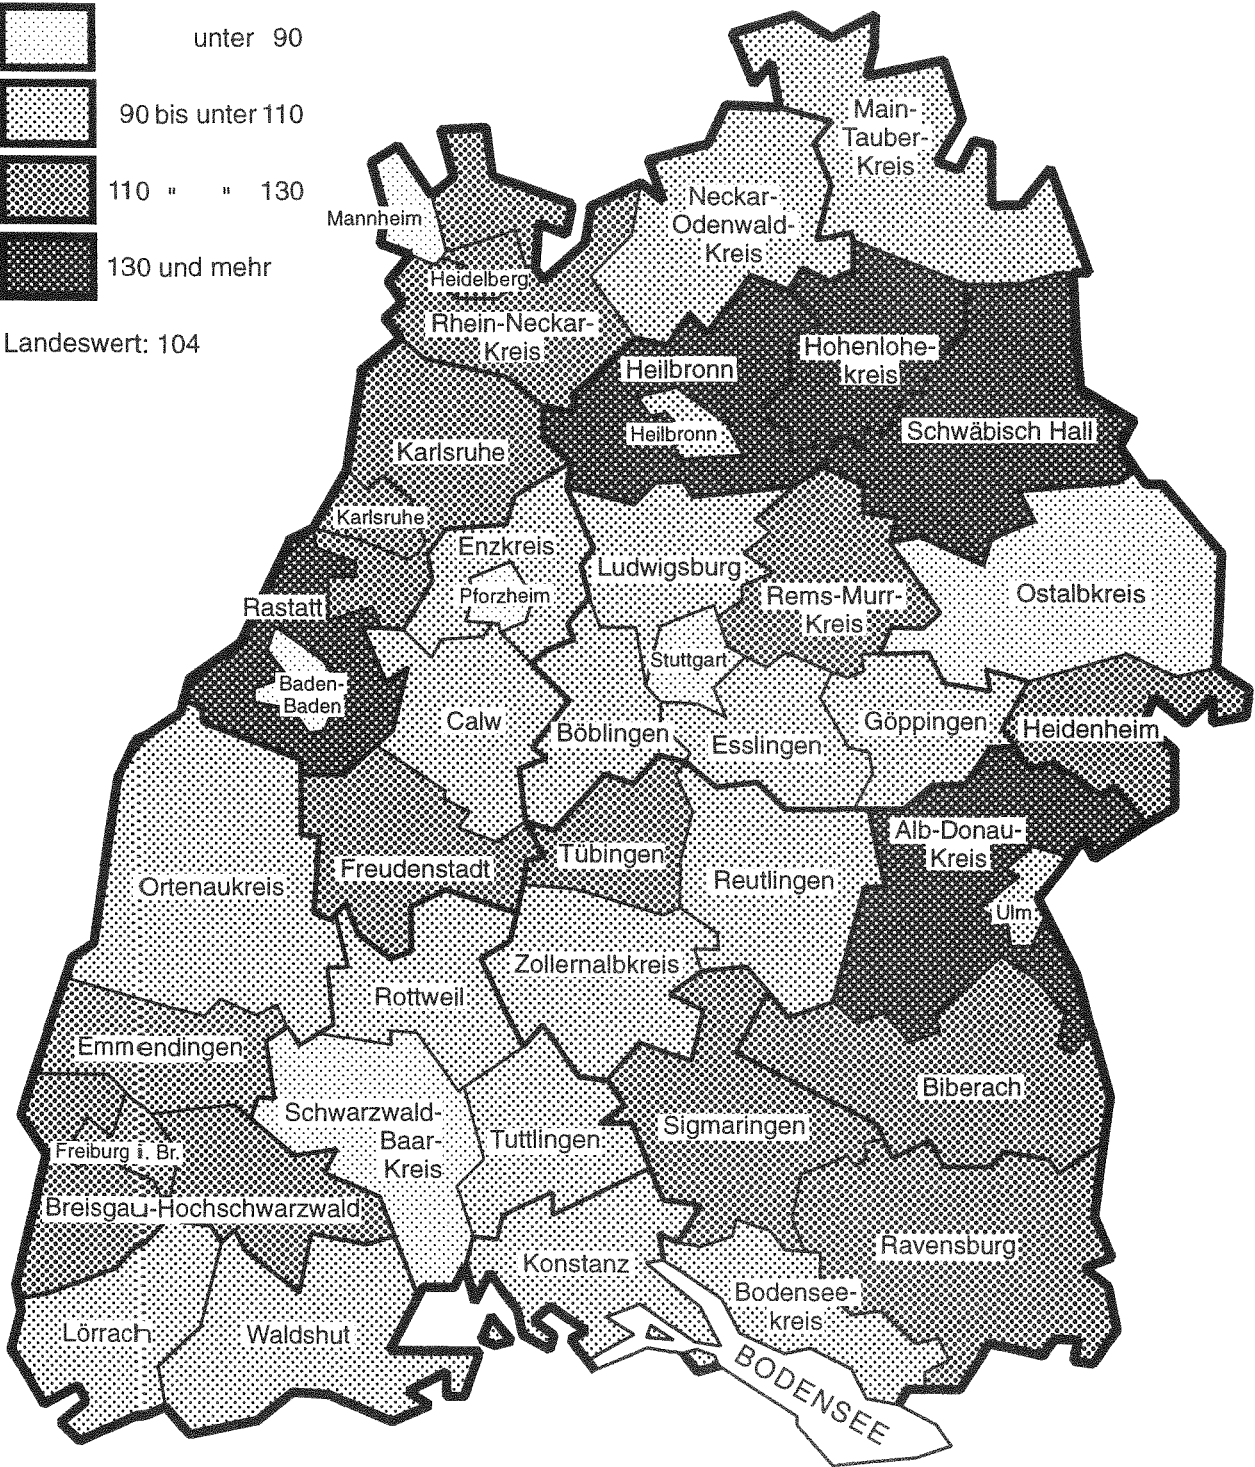 unter 90
90 bis unter 110
110 " " 130
130 und mehr
Landeswert: 104
Main-
Tauber-
Kreis
Neckar-
Odenwald-
Kreis
Mannheim
Heidelberg
Rhein-Neckar-
Kreis
Heilbronn
Hohenlohe-
kreis
Heilbronn
Schwäbisch Hall
Karlsruhe
Karlsruhe
Enzkreis
Ludwigsburg
Pforzheim
Rems-Murr-
Kreis
Ostalbkreis
Rastatt
Stuttgart
Baden-
Baden
Calw
Böblingen
Esslingen
Göppingen
Heidenheim
Alb-Donau-
Kreis
Freudenstadt
Tübingen
Reutlingen
Ortenaukreis
Ulm
Zollernalbkreis
Rottweil
Emmendingen
Biberach
Schwarzwald-
Baar-
Kreis
Tuttlingen
Sigmaringen
Freiburg i. Br.
Breisgau-Hochschwarzwald
Ravensburg
Konstanz
Bodensee-
kreis
Lörrach
Waldshut
BODENSEE